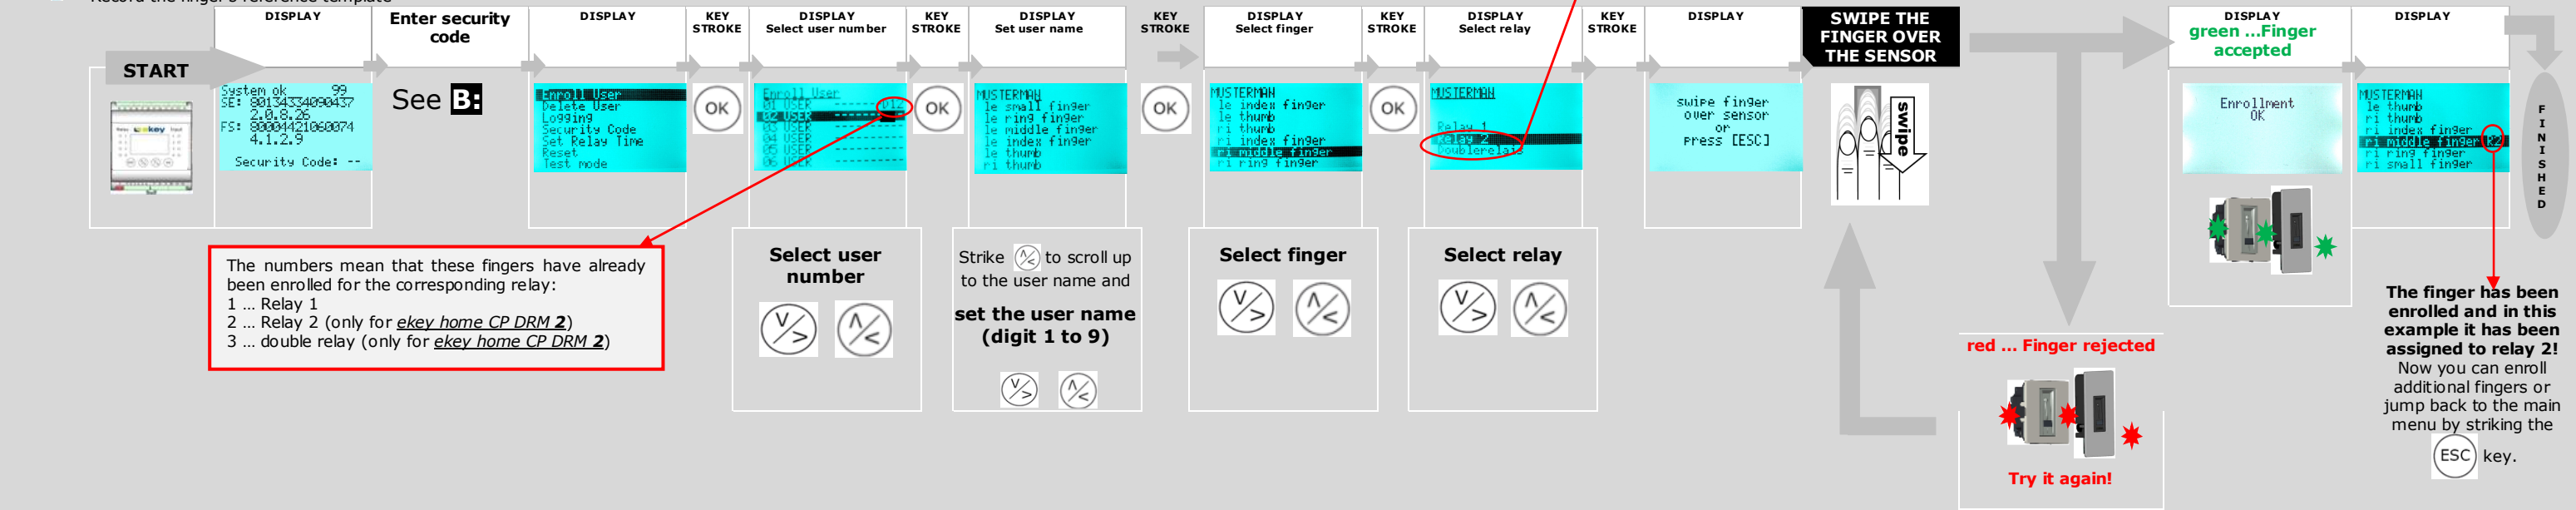 Record the finger's reference template
START
ekey
DISPLAY
System ok 99
SE: 80134334090437
2.0.8.26
FS: 80004421060074
4.1.2.9
Security Code: --
Enter security
code
See B:
DISPLAY
Enroll User
Delete User
Logging
Security Code
Set Relay Time
Reset
Test mode
KEY
STROKE
OK
DISPLAY
Select user number
Enroll User
01 USER -------
02 USER
03 USER -------
04 USER -------
05 USER -------
06 USER -------
Select user
number
KEY
STROKE
OK
DISPLAY
Set user name
MUSTERMAN
le small finger
le ring finger
le middle finger
le index finger
le thumb
ri thumb
Strike to scroll up
to the user name and
set the user name
(digit 1 to 9)
KEY
STROKE
OK
DISPLAY
Select finger
MUSTERMAN
le index finger
le thumb
ri thumb
ri index finger
ri middle finger
ri ring finger
Select finger
KEY
STROKE
OK
DISPLAY
Select relay
MUSTERMAN
Relay 1
Relay 2
Doublerelais
Select relay
KEY
STROKE
DISPLAY
swipe finger
over sensor
or
press [ESC]
SWIPE THE
FINGER OVER
THE SENSOR
swipe
DISPLAY
green ...Finger
accepted
Enrollment
OK
DISPLAY
MUSTERMAN
le thumb
ri thumb
ri index finger
ri middle finger R2
ri ring finger
ri small finger
FINISHED
The numbers mean that these fingers have already
been enrolled for the corresponding relay:
1 … Relay 1
2 … Relay 2 (only for ekey home CP DRM 2)
3 … double relay (only for ekey home CP DRM 2)
red … Finger rejected
Try it again!
The finger has been
enrolled and in this
example it has been
assigned to relay 2!
Now you can enroll
additional fingers or
jump back to the main
menu by striking the
ESC key.